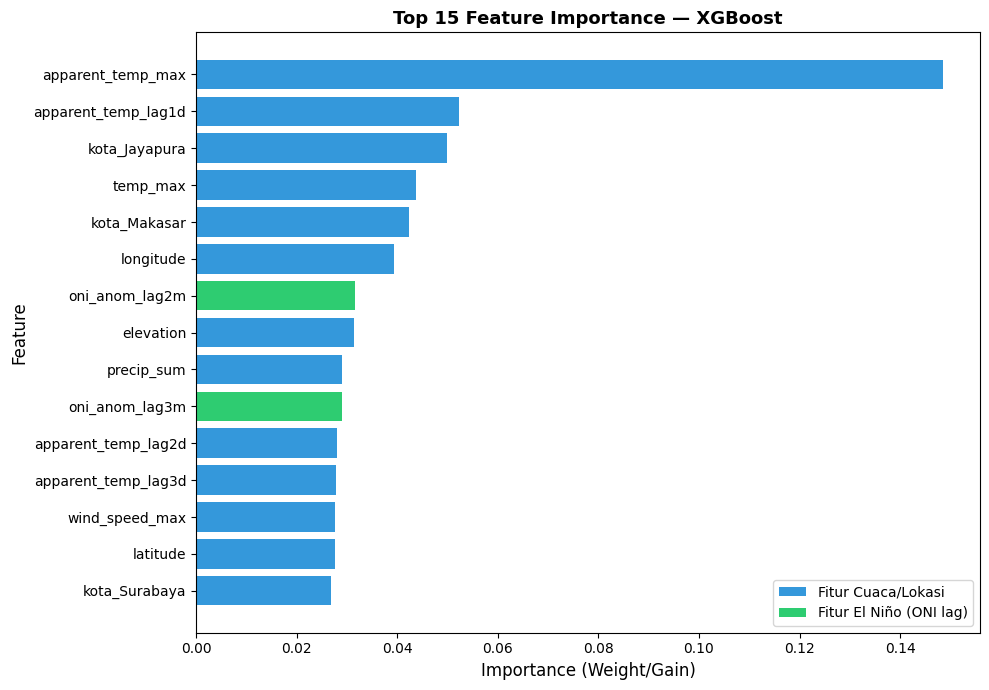 Top 15 Feature Importance — XGBoost
Feature
apparent_temp_max
apparent_temp_lag1d
kota_Jayapura
temp_max
kota_Makasar
longitude
oni_anom_lag2m
elevation
precip_sum
oni_anom_lag3m
apparent_temp_lag2d
apparent_temp_lag3d
wind_speed_max
latitude
kota_Surabaya
Fitur Cuaca/Lokasi
Fitur El Niño (ONI lag)
0.00 0.02 0.04 0.06 0.08 0.10 0.12 0.14
Importance (Weight/Gain)